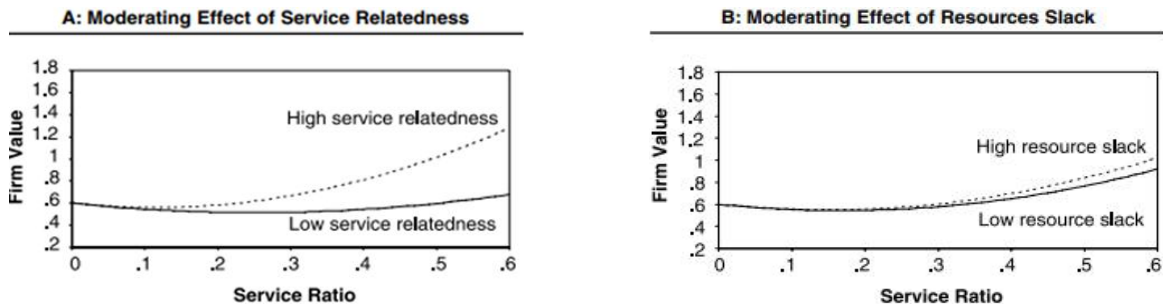 A: Moderating Effect of Service Relatedness
1.8
1.6
1.4
1.2
1
.8
.6
.4
.2
Firm Value
High service relatedness
Low service relatedness
0 .1 .2 .3 .4 .5 .6
Service Ratio
B: Moderating Effect of Resources Slack
1.8
1.6
1.4
1.2
1
.8
.6
.4
.2
Firm Value
High resource slack
Low resource slack
0 .1 .2 .3 .4 .5 .6
Service Ratio